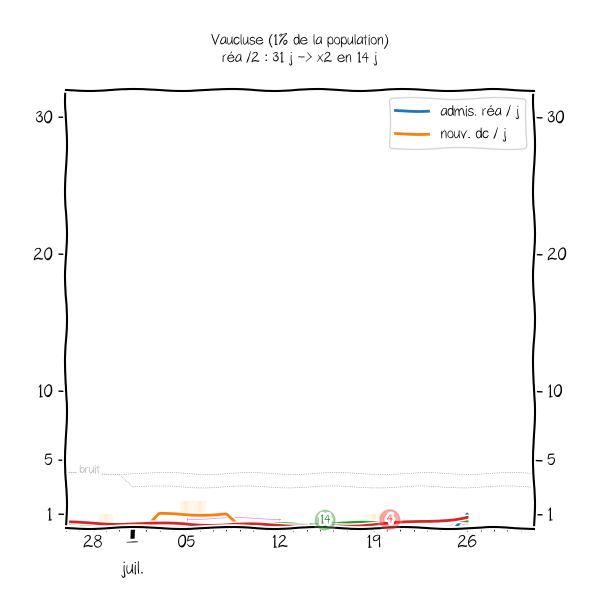 Vaucluse (1% de la population)
réa /2 : 31 j -> x2 en 14 j
admis. réa / j
nouv. dc / j
30
30
20
20
10
10
5
5
bruit
1
1
14
4
28
05
12
19
26
juil.